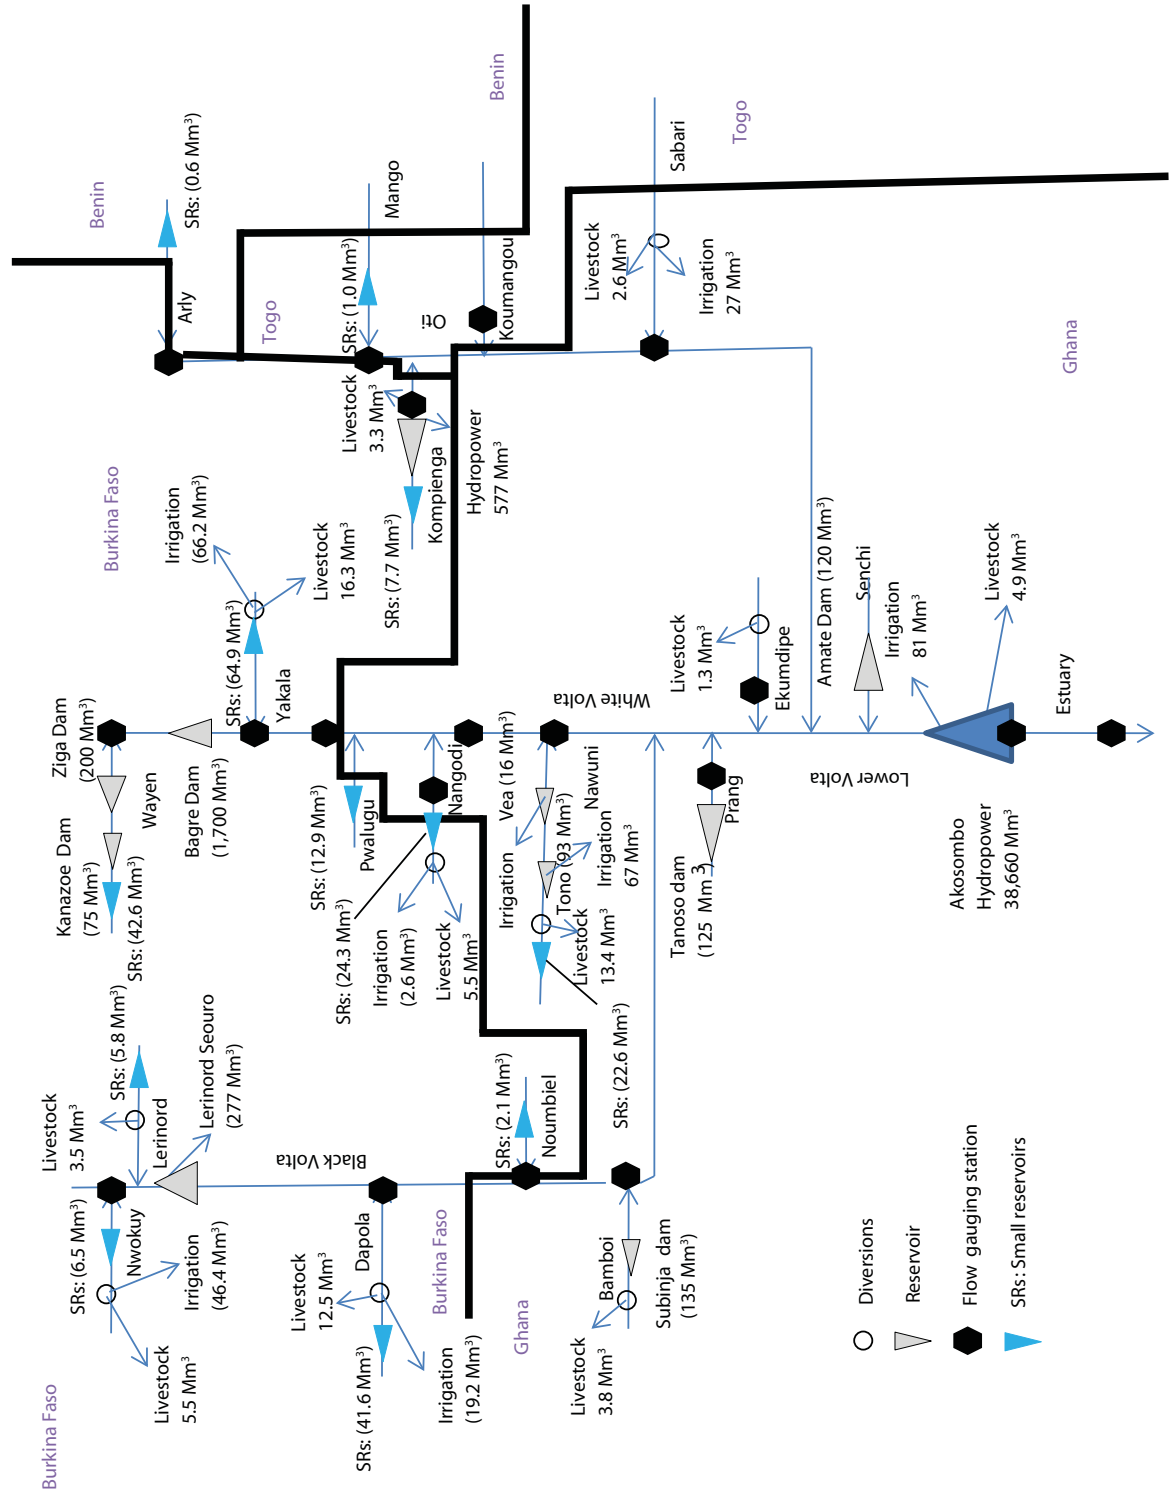 Burkina Faso
Livestock
5.5 Mm³
SRs: (6.5 Mm³)
Nwokuy
Irrigation
(46.4 Mm³)
Livestock
3.5 Mm³
SRs: (5.8 Mm³)
Lerinord
Lerinord Seouro
(277 Mm³)
Black Volta
Livestock
12.5 Mm³
Dapola
SRs: (41.6 Mm³)
Irrigation
(19.2 Mm³)
Burkina Faso
Ghana
SRs: (2.1 Mm³)
Noumbiel
Livestock
3.8 Mm³
Bamboi
Subinja dam
(135 Mm³)
Kanazoe Dam
(75 Mm³)
SRs: (42.6 Mm³)
Ziga Dam
(200 Mm³)
Wayen
Bagre Dam
(1,700 Mm³)
SRs: (64.9 Mm³)
Yakala
Irrigation
(66.2 Mm³)
Livestock
16.3 Mm³
Burkina Faso
SRs: (12.9 Mm³)
Pwalugu
SRs: (24.3 Mm³)
Irrigation
(2.6 Mm³)
Livestock
5.5 Mm³
Nangodi
White Volta
Vea (16 Mm³)
Irrigation
Tono (93 Mm³)
Nawuni
Irrigation
67 Mm³
Livestock
13.4 Mm³
SRs: (22.6 Mm³)
Tanoso dam
(125 Mm³)
Prang
Livestock
1.3 Mm³
Ekumdipe
Amate Dam (120 Mm³)
Senchi
Irrigation
81 Mm³
Livestock
4.9 Mm³
Lower Volta
Akosombo
Hydropower
38,660 Mm³
Estuary
Benin
SRs: (0.6 Mm³)
Arly
Togo
SRs: (1.0 Mm³)
Mango
Oti
Benin
Koumangou
Livestock
3.3 Mm³
Kompienga
SRs: (7.7 Mm³)
Hydropower
577 Mm³
Livestock
2.6 Mm³
Irrigation
27 Mm³
Sabari
Togo
Ghana
Diversions
Reservoir
Flow gauging station
SRs: Small reservoirs